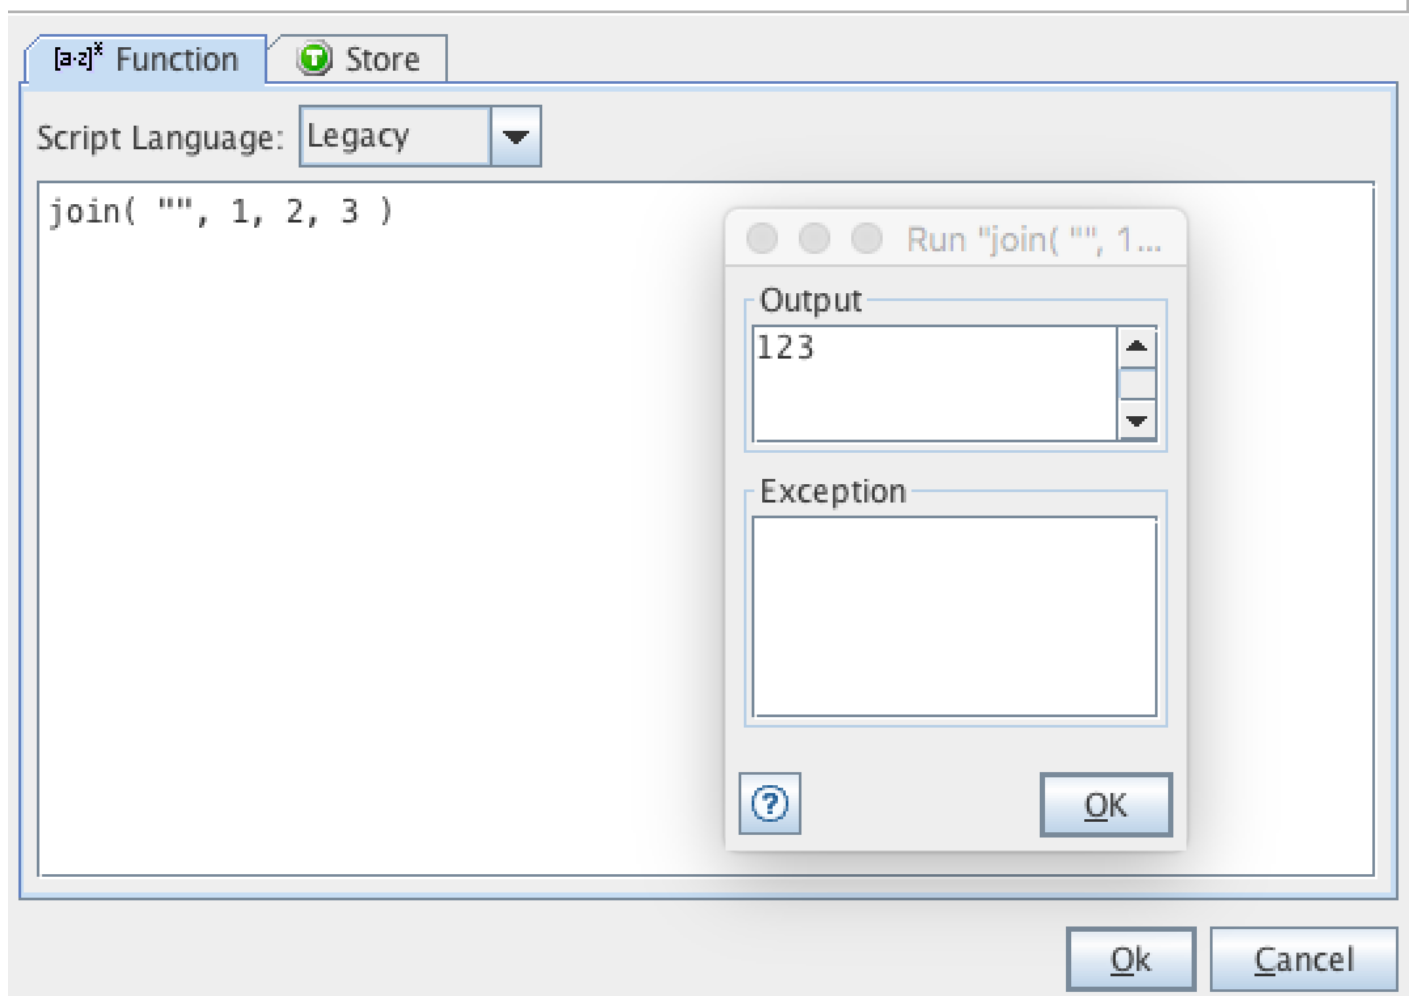 [a-z]* Function
T Store
Script Language: Legacy
join( "", 1, 2, 3 )
Run "join( "", 1...
Output
123
Exception
?
OK
Ok
Cancel